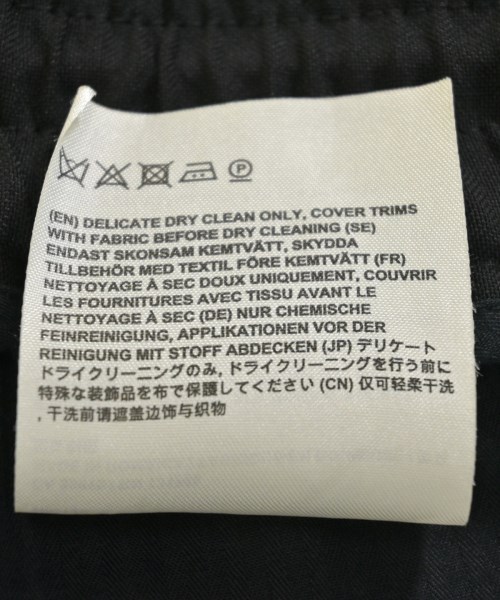 P
(EN) DELICATE DRY CLEAN ONLY, COVER TRIMS
WITH FABRIC BEFORE DRY CLEANING (SE)
ENDAST SKONSAM KEMTVÄTT, SKYDDA
TILLBEHÖR MED TEXTIL FÖRE KEMTVÄTT (FR)
NETTOYAGE À SEC DOUX UNIQUEMENT, COUVRIR
LES FOURNITURES AVEC TISSU AVANT LE
NETTOYAGE À SEC (DE) NUR CHEMISCHE
FEINREINIGUNG, APPLIKATIONEN VOR DER
REINIGUNG MIT STOFF ABDECKEN (JP) デリケート
ドライクリーニングのみ, ドライクリーニングを行う前に
特殊な装飾品を布で保護してください (CN) 仅可轻柔干洗
, 干洗前请遮盖边饰与织物